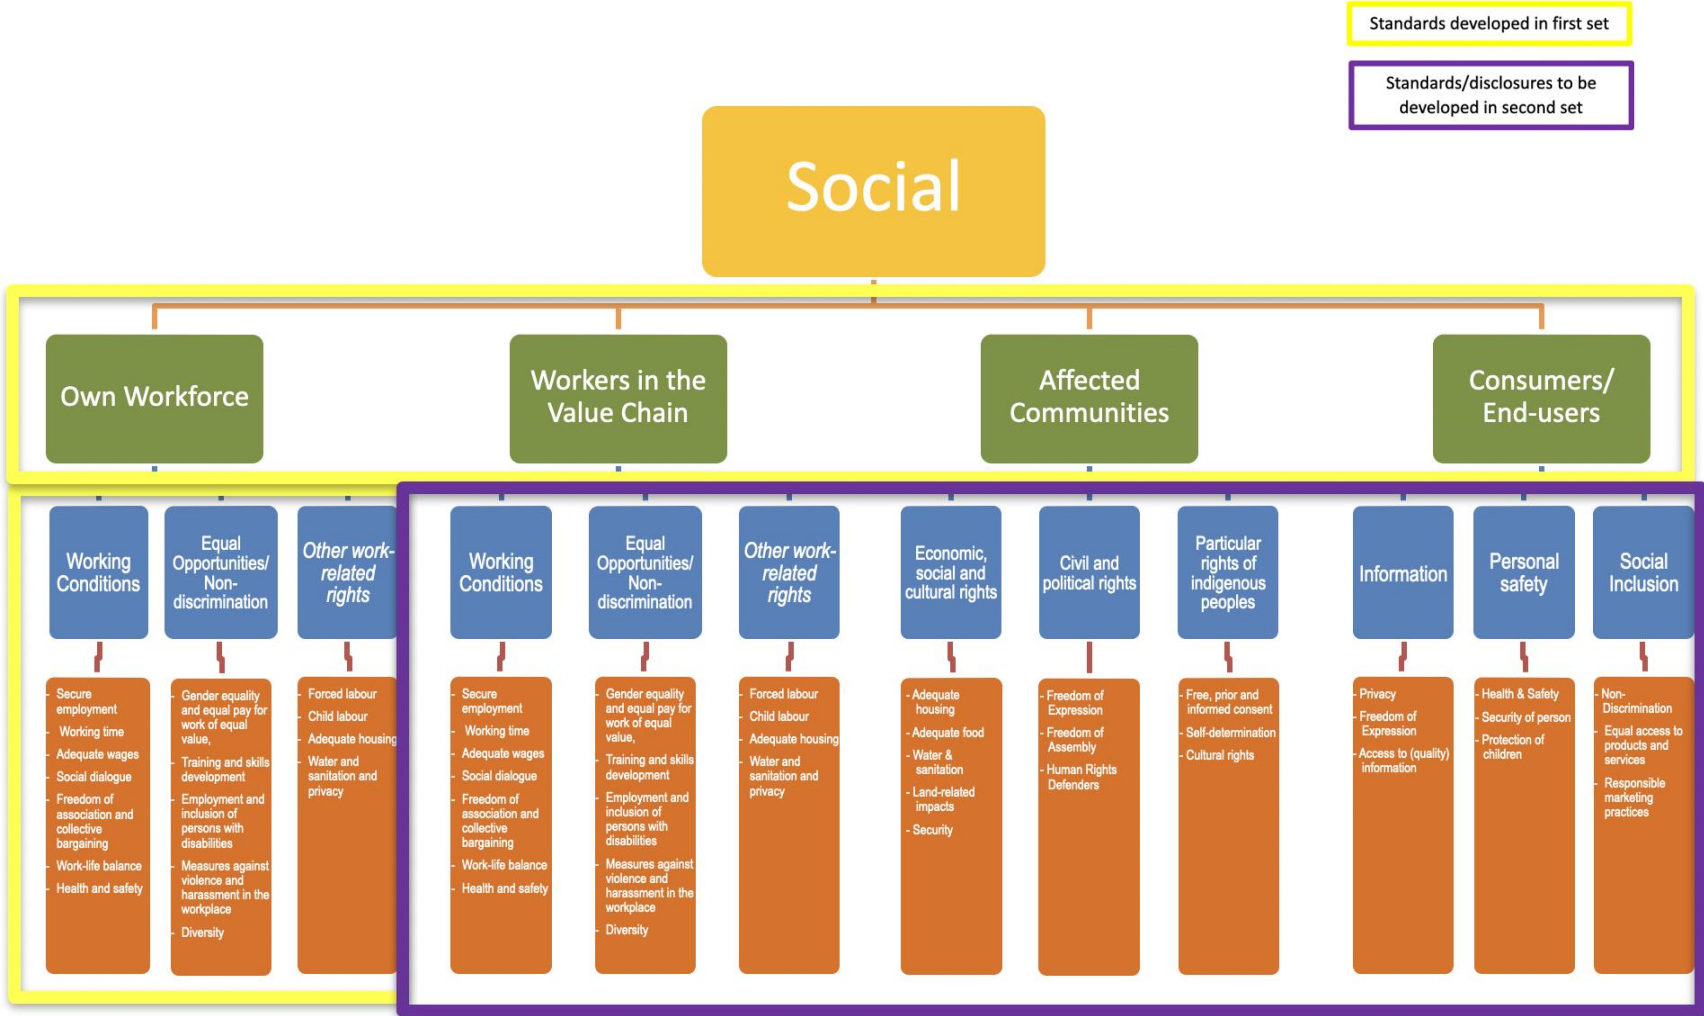 Standards developed in first set
Standards/disclosures to be
developed in second set
Social
Own Workforce
Workers in the
Value Chain
Affected
Communities
Consumers/
End-users
Working
Conditions
Equal
Opportunities/
Non-
discrimination
Other work-
related
rights
Working
Conditions
Equal
Opportunities/
Non-
discrimination
Other work-
related
rights
Economic,
social and
cultural rights
Civil and
political rights
Particular
rights of
indigenous
peoples
Information
Personal
safety
Social
Inclusion
- Secure
employment
- Working time
- Adequate wages
- Social dialogue
- Freedom of
association and
collective
bargaining
- Work-life balance
- Health and safety
- Gender equality
and equal pay for
work of equal
value,
- Training and skills
development
- Employment and
inclusion of
persons with
disabilities
- Measures against
violence and
harassment in the
workplace
- Diversity
- Forced labour
- Child labour
- Adequate housing
- Water and
sanitation and
privacy
- Secure
employment
- Working time
- Adequate wages
- Social dialogue
- Freedom of
association and
collective
bargaining
- Work-life balance
- Health and safety
- Gender equality
and equal pay for
work of equal
value,
- Training and skills
development
- Employment and
inclusion of
persons with
disabilities
- Measures against
violence and
harassment in the
workplace
- Diversity
- Forced labour
- Child labour
- Adequate housing
- Water and
sanitation and
privacy
- Adequate
housing
- Adequate food
- Water &
sanitation
- Land-related
impacts
- Security
- Freedom of
Expression
- Freedom of
Assembly
- Human Rights
Defenders
- Free, prior and
informed consent
- Self-determination
- Cultural rights
- Privacy
- Freedom of
Expression
- Access to (quality)
information
- Health & Safety
- Security of person
- Protection of
children
- Non-
Discrimination
- Equal access to
products and
services
- Responsible
marketing
practices